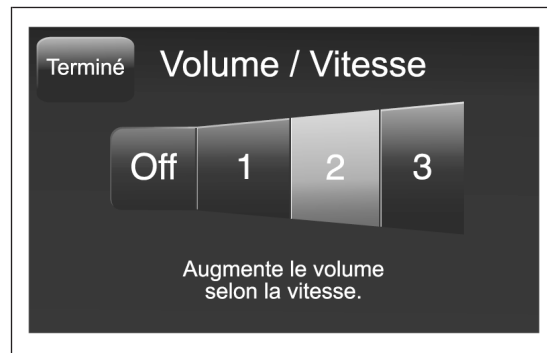 Terminé
Volume / Vitesse
Off 1 2 3
Augmente le volume
selon la vitesse.